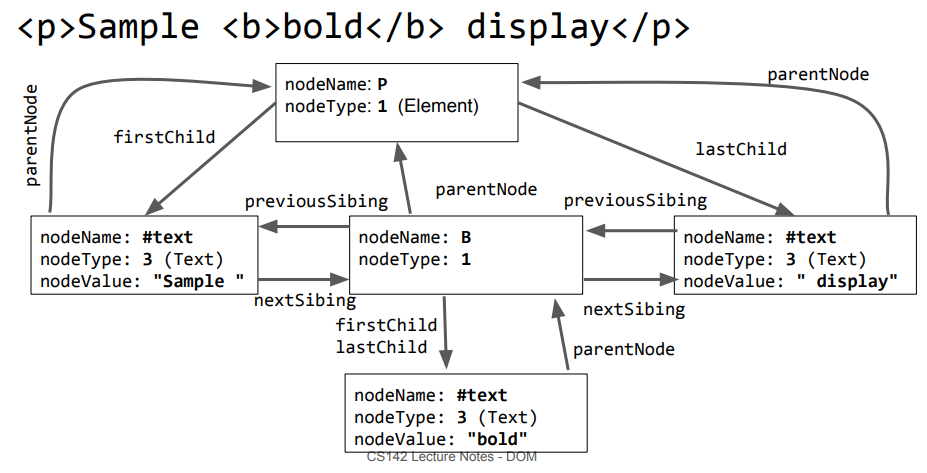 <p>Sample <b>bold</b> display</p>
nodeName: P
nodeType: 1 (Element)
parentNode
parentNode
firstChild
lastChild
parentNode
previousSibing
previousSibing
nodeName: #text
nodeType: 3 (Text)
nodeValue: "Sample "
nodeName: B
nodeType: 1
nodeName: #text
nodeType: 3 (Text)
nodeValue: " display"
nextSibing
nextSibing
firstChild
lastChild
parentNode
nodeName: #text
nodeType: 3 (Text)
nodeValue: "bold"
CS142 Lecture Notes - DOM